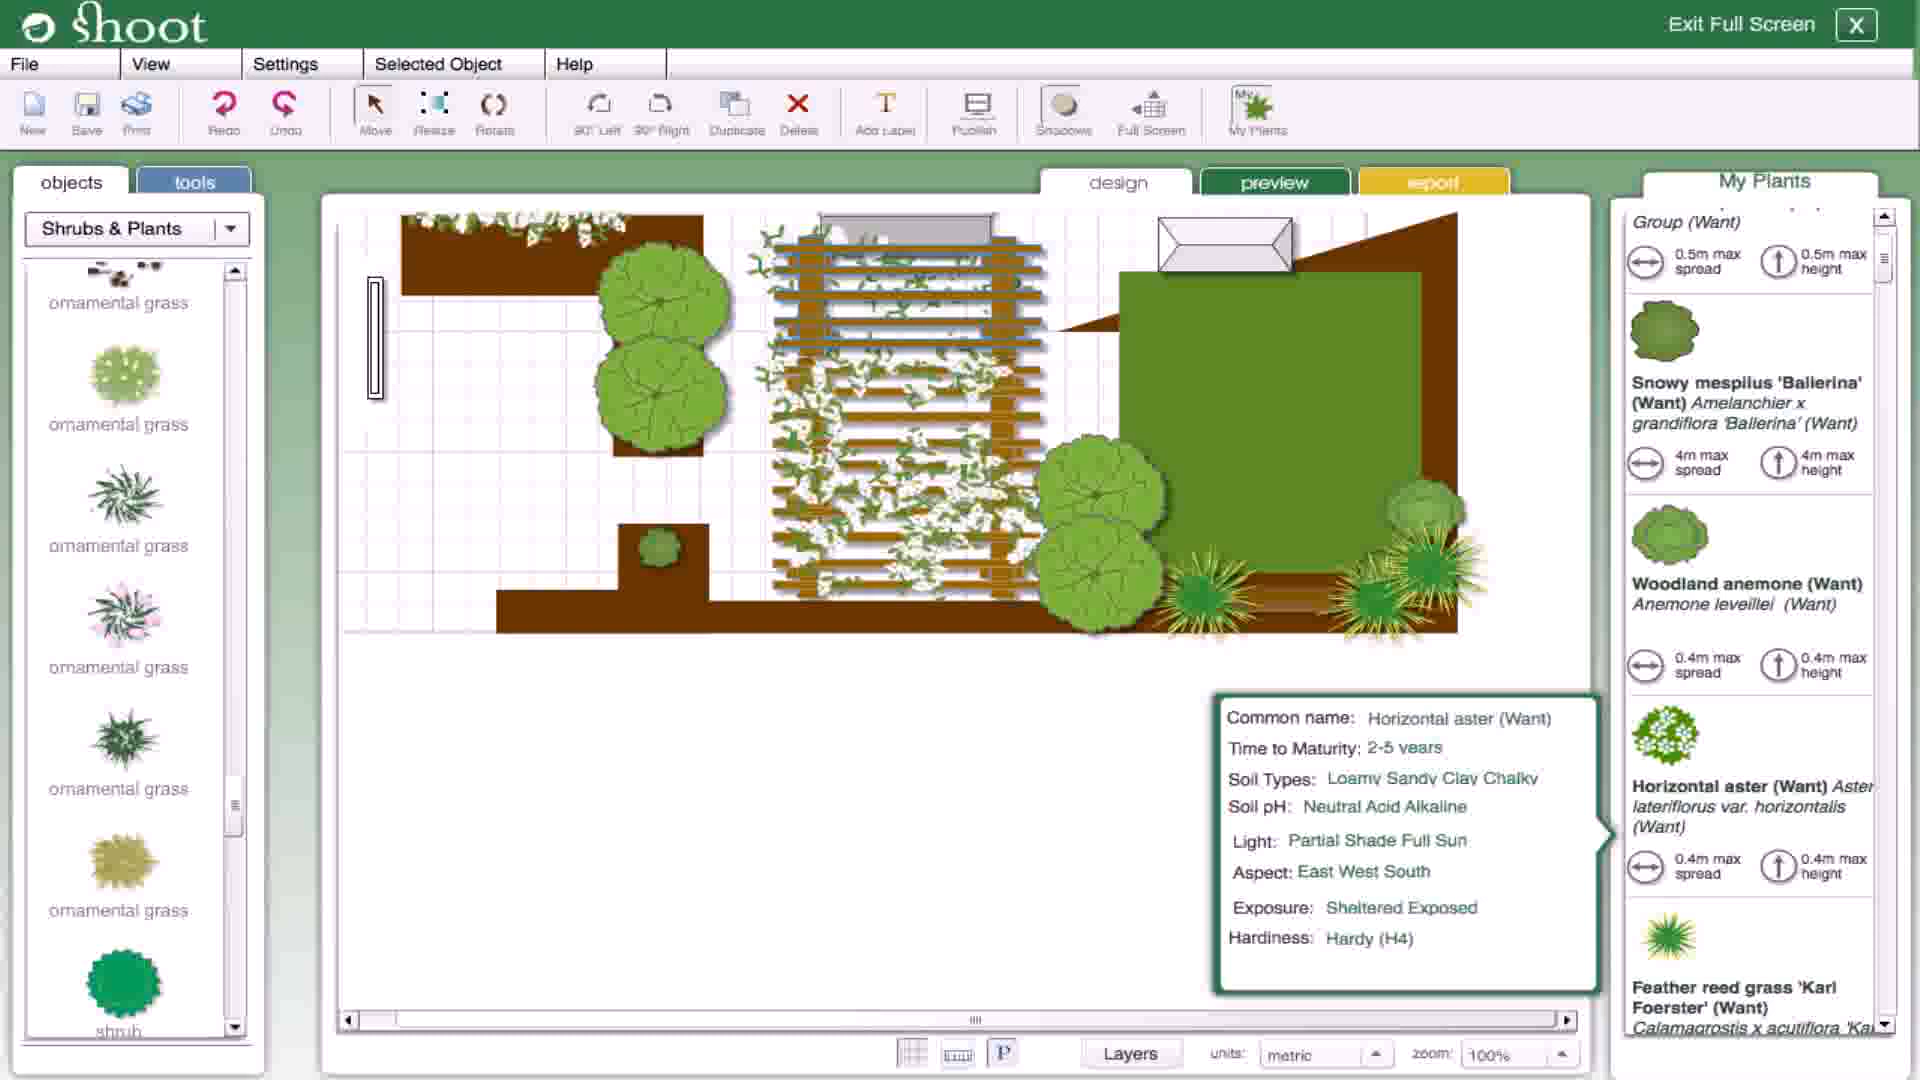 shoot
Exit Full Screen X
File View Settings Selected Object Help
New Save Print Redo Undo Move Resize Rotate 90° Left 90° Right Duplicate Delete Add Label Publish Shadows Full Screen My Plants
objects tools
design preview report
My Plants
Shrubs & Plants
ornamental grass
ornamental grass
ornamental grass
ornamental grass
ornamental grass
ornamental grass
shrub
Common name: Horizontal aster (Want)
Time to Maturity: 2-5 years
Soil Types: Loamy Sandy Clay Chalky
Soil pH: Neutral Acid Alkaline
Light: Partial Shade Full Sun
Aspect: East West South
Exposure: Sheltered Exposed
Hardiness: Hardy (H4)
Group (Want)
0.5m max spread 0.5m max height
Snowy mespilus 'Ballerina'
(Want) Amelanchier x
grandiflora 'Ballerina' (Want)
4m max spread 4m max height
Woodland anemone (Want)
Anemone leveillei (Want)
0.4m max spread 0.4m max height
Horizontal aster (Want) Aster
lateriflorus var. horizontalis
(Want)
0.4m max spread 0.4m max height
Feather reed grass 'Karl
Foerster' (Want)
Calamagrostis x acutiflora 'Ka
P Layers units: metric zoom: 100%